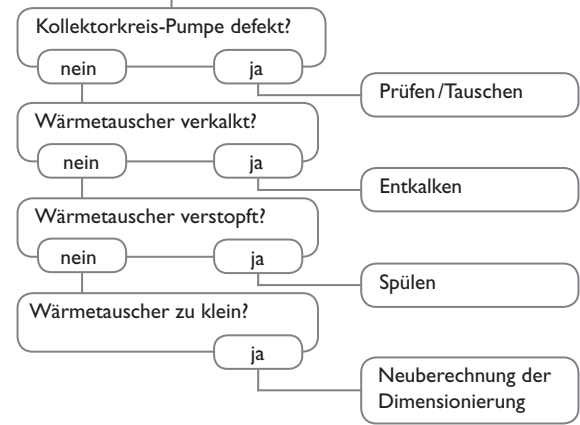 Kollektorkreis-Pumpe defekt?
nein
ja
Prüfen/Tauschen
Wärmetauscher verkalkt?
nein
ja
Entkalken
Wärmetauscher verstopft?
nein
ja
Spülen
Wärmetauscher zu klein?
ja
Neuberechnung der
Dimensionierung